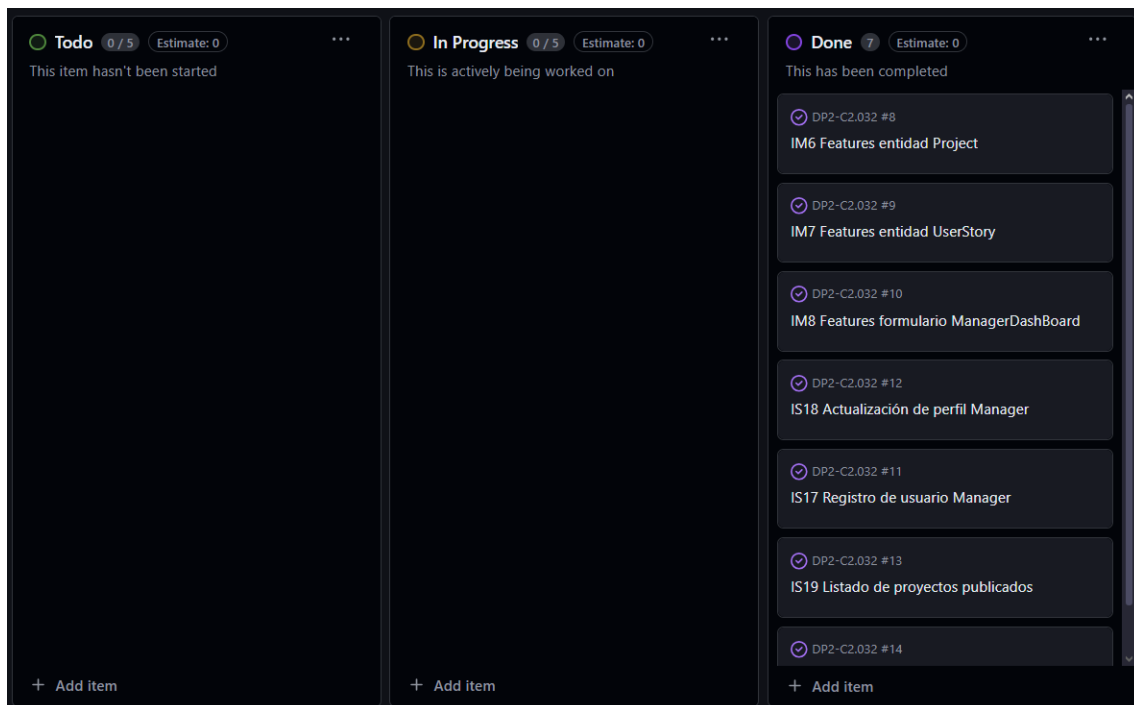 Todo 0 / 5 Estimate: 0 ...
This item hasn't been started
+ Add item
In Progress 0 / 5 Estimate: 0 ...
This is actively being worked on
+ Add item
Done 7 Estimate: 0 ...
This has been completed
DP2-C2.032 #8
IM6 Features entidad Project
DP2-C2.032 #9
IM7 Features entidad UserStory
DP2-C2.032 #10
IM8 Features formulario ManagerDashBoard
DP2-C2.032 #12
IS18 Actualización de perfil Manager
DP2-C2.032 #11
IS17 Registro de usuario Manager
DP2-C2.032 #13
IS19 Listado de proyectos publicados
DP2-C2.032 #14
+ Add item